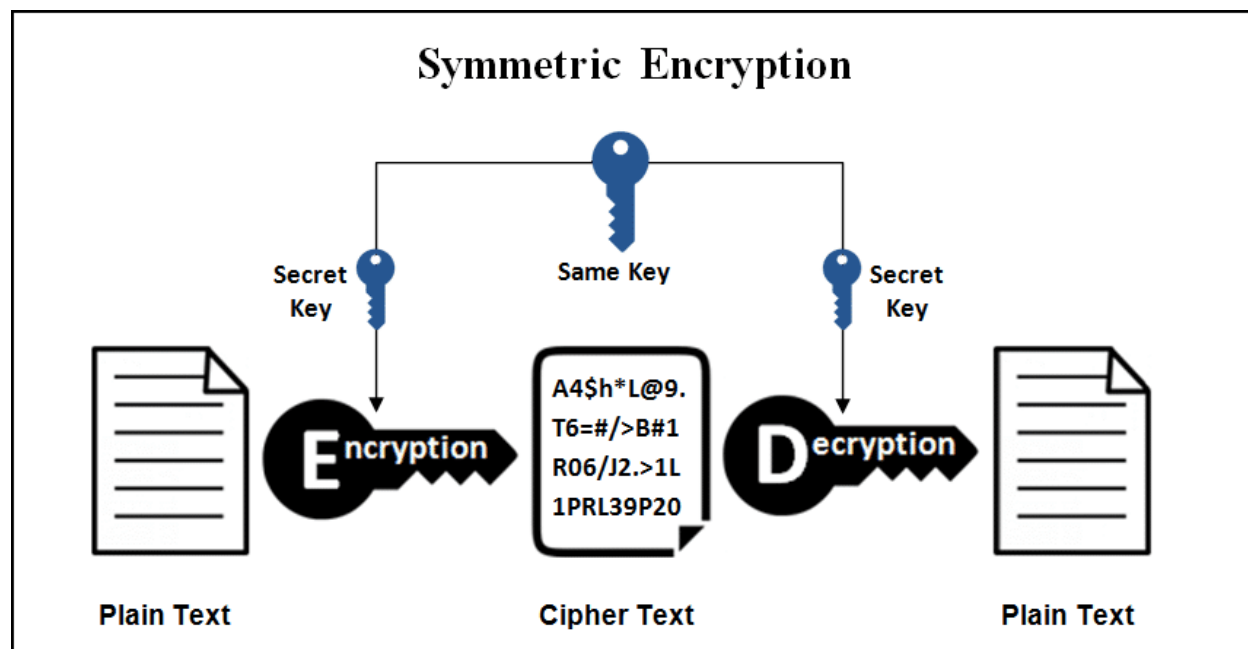 Symmetric Encryption
Same Key
Secret
Key
Secret
Key
Encryption
A4$h*L@9.
T6=#/>B#1
R06/J2.>1L
1PRL39P20
Decryption
Plain Text
Cipher Text
Plain Text